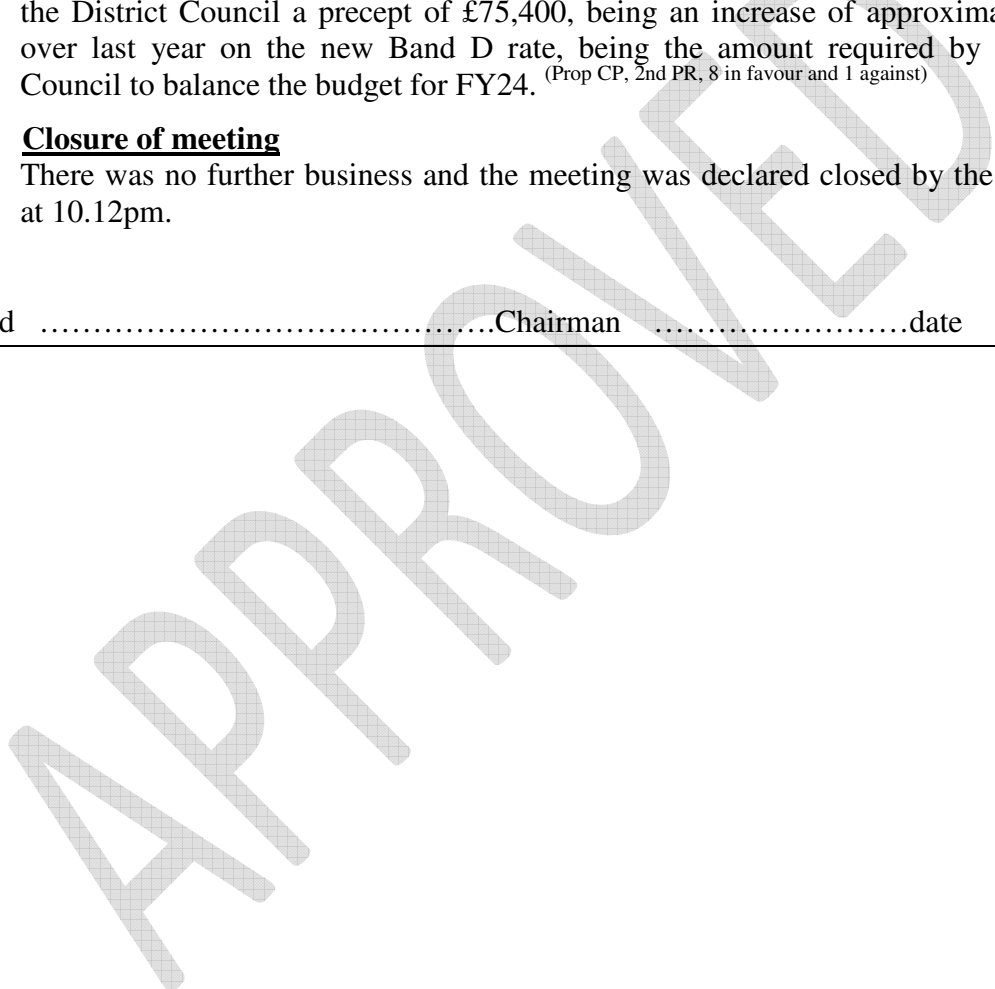 the District Council a precept of £75,400, being an increase of
over last year on the new Band D rate, being the amount required by
Council to balance the budget for FY24. (Prop CP, 2nd PR, 8 in favour and 1 against)
Closure of meeting
There was no further business and the meeting was declared closed by the
at 10.12pm.
…………………………………….Chairman ……………………date
APPROVED